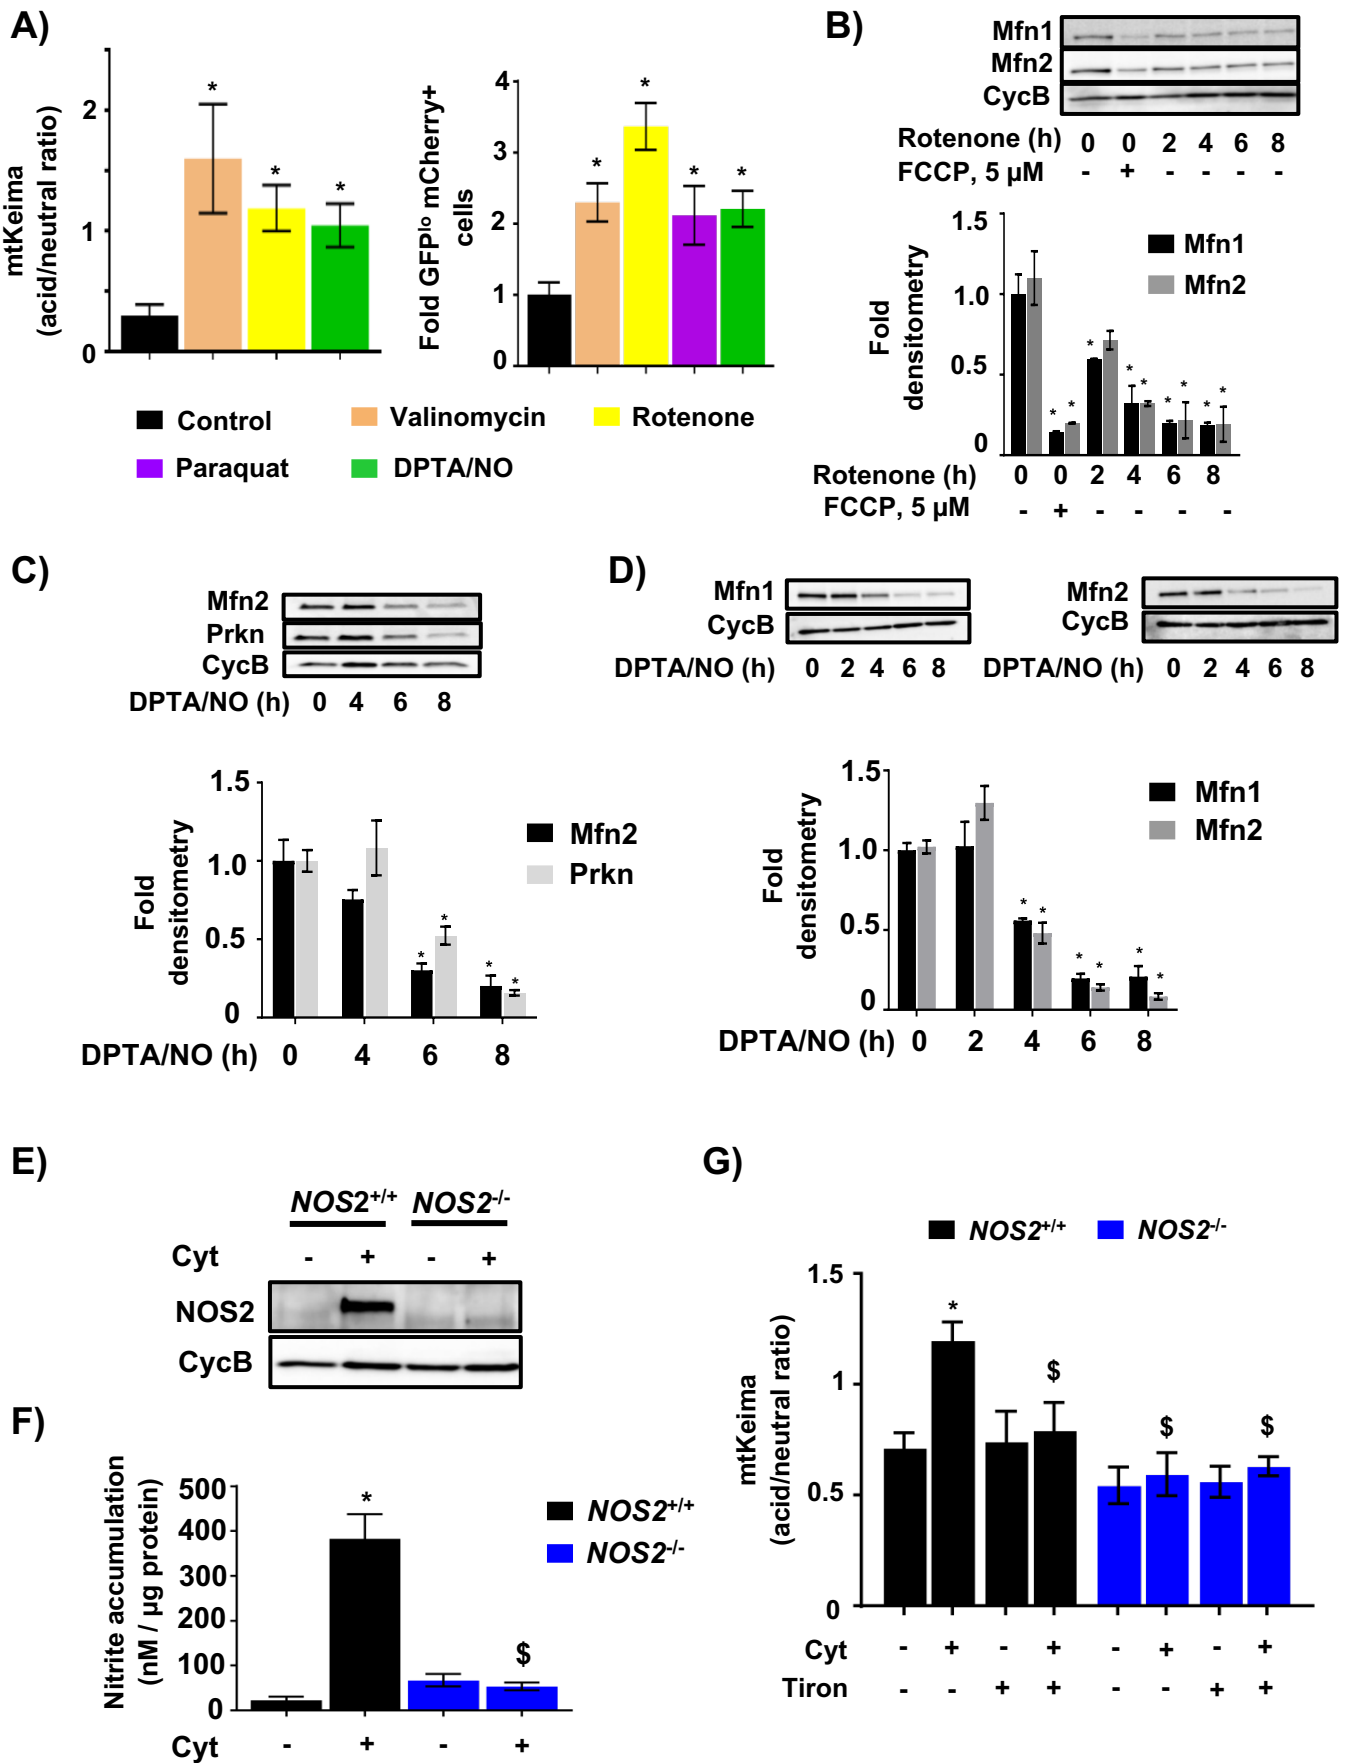 A)
mtKeima
(acid/neutral ratio)
2
1
0
* * *
Fold GFPlo mCherry+
cells
4
3
2
1
0
* * * *
Control
Valinomycin
Rotenone
Paraquat
DPTA/NO
B)
Mfn1
Mfn2
CycB
Rotenone (h) 0 0 2 4 6 8
FCCP, 5 µM - + - - - -
Fold
densitometry
1.5
1.0
0.5
0
Mfn1
Mfn2
* * * * * * * * *
Rotenone (h) 0 0 2 4 6 8
FCCP, 5 µM - + - - - -
C)
Mfn2
Prkn
CycB
DPTA/NO (h) 0 4 6 8
Fold
densitometry
1.5
1.0
0.5
0
Mfn2
Prkn
* * * *
DPTA/NO (h) 0 4 6 8
D)
Mfn1
CycB
DPTA/NO (h) 0 2 4 6 8
Mfn2
CycB
DPTA/NO (h) 0 2 4 6 8
Fold
densitometry
1.5
1.0
0.5
0
Mfn1
Mfn2
* * * * * *
DPTA/NO (h) 0 2 4 6 8
E)
NOS2+/+ NOS2-/-
Cyt - + - +
NOS2
CycB
F)
Nitrite accumulation
(nM / µg protein)
500
400
300
200
100
0
* $
NOS2+/+
NOS2-/-
Cyt - + - +
G)
NOS2+/+ NOS2-/-
mtKeima
(acid/neutral ratio)
1.5
1
0.5
0
* $ $ $
Cyt - + - + - + - +
Tiron - - + + - - + +